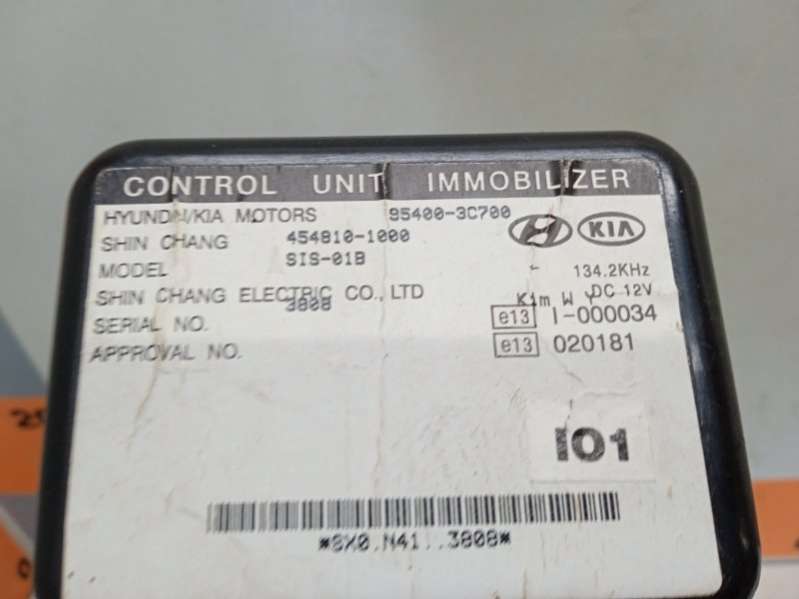 CONTROL UNIT IMMOBILIZER
HYUNDAI/KIA MOTORS 95400-3C700
SHIN CHANG 454810-1000
KIA
MODEL SIS-01B
134.2KHz
SHIN CHANG ELECTRIC CO., LTD
Kim W Y DC 12V
SERIAL NO. 3808
e13 I-000034
APPROVAL NO. e13 020181
I01
*8X0.N41..3808*